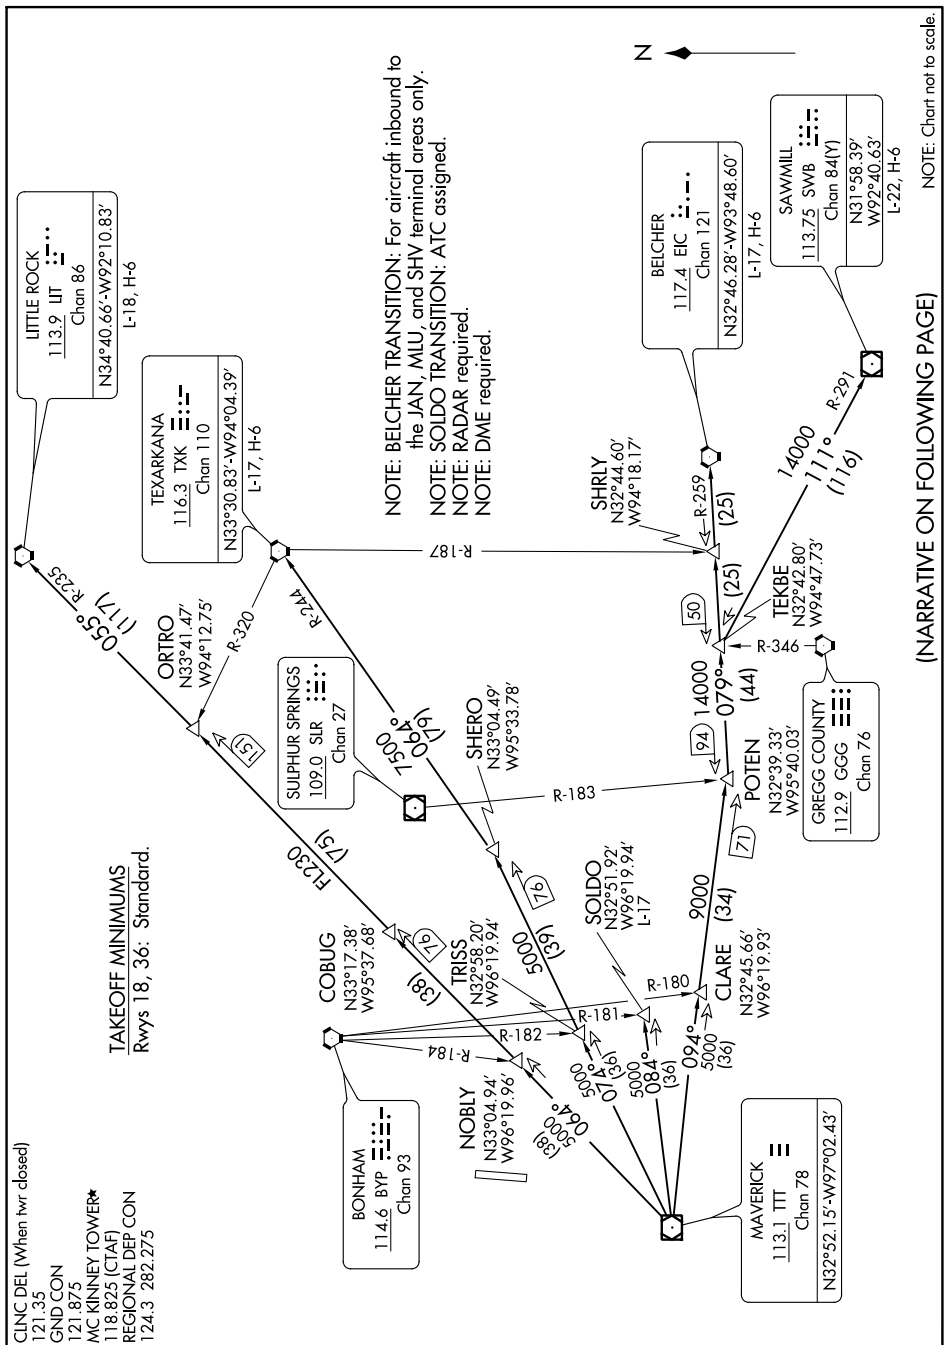 CLNC DEL (When twr closed)
121.35
GND CON
121.875
MC KINNEY TOWER★
118.825 (CTAF)
REGIONAL DEP CON
124.3 282.275
TAKEOFF MINIMUMS
Rwys 18, 36: Standard.
LITTLE ROCK
113.9 LIT
Chan 86
N34°40.66'-W92°10.83'
L-18, H-6
TEXARKANA
116.3 TXK
Chan 110
N33°30.83'-W94°04.39'
L-17, H-6
R-235
055°
(117)
ORTRO
N33°41.47'
W94°12.75'
R-320
151
FL230
(75)
COBUG
N33°17.38'
W95°37.68'
76
(38)
SULPHUR SPRINGS
109.0 SLR
Chan 27
R-244
7500
064°
(79)
SHERO
N33°04.49'
W95°33.78'
76
5000
(39)
R-187
R-183
NOTE: BELCHER TRANSITION: For aircraft inbound to
the JAN, MLU, and SHV terminal areas only.
NOTE: SOLDO TRANSITION: ATC assigned.
NOTE: RADAR required.
NOTE: DME required.
BONHAM
114.6 BYP
Chan 93
R-184
R-182
R-181
R-180
NOBLY
N33°04.94'
W96°19.96'
TRISS
N32°58.20'
W96°19.94'
SOLDO
N32°51.92'
W96°19.94'
L-17
CLARE
N32°45.66'
W96°19.93'
064°
5000
(38)
5000
074°
(36)
5000
084°
(36)
094°
5000
(36)
MAVERICK
113.1 TTT
Chan 78
N32°52.15'-W97°02.43'
9000
(34)
71
POTEN
N32°39.33'
W95°40.03'
94
14000
079°
(44)
50
TEKBE
N32°42.80'
W94°47.73'
R-346
GREGG COUNTY
112.9 GGG
Chan 76
(25)
SHRLY
N32°44.60'
W94°18.17'
R-259
(25)
BELCHER
117.4 EIC
Chan 121
N32°46.28'-W93°48.60'
L-17, H-6
14000
111°
(116)
R-291
SAWMILL
113.75 SWB
Chan 84(Y)
N31°58.39'
W92°40.63'
L-22, H-6
N
(NARRATIVE ON FOLLOWING PAGE)
NOTE: Chart not to scale.